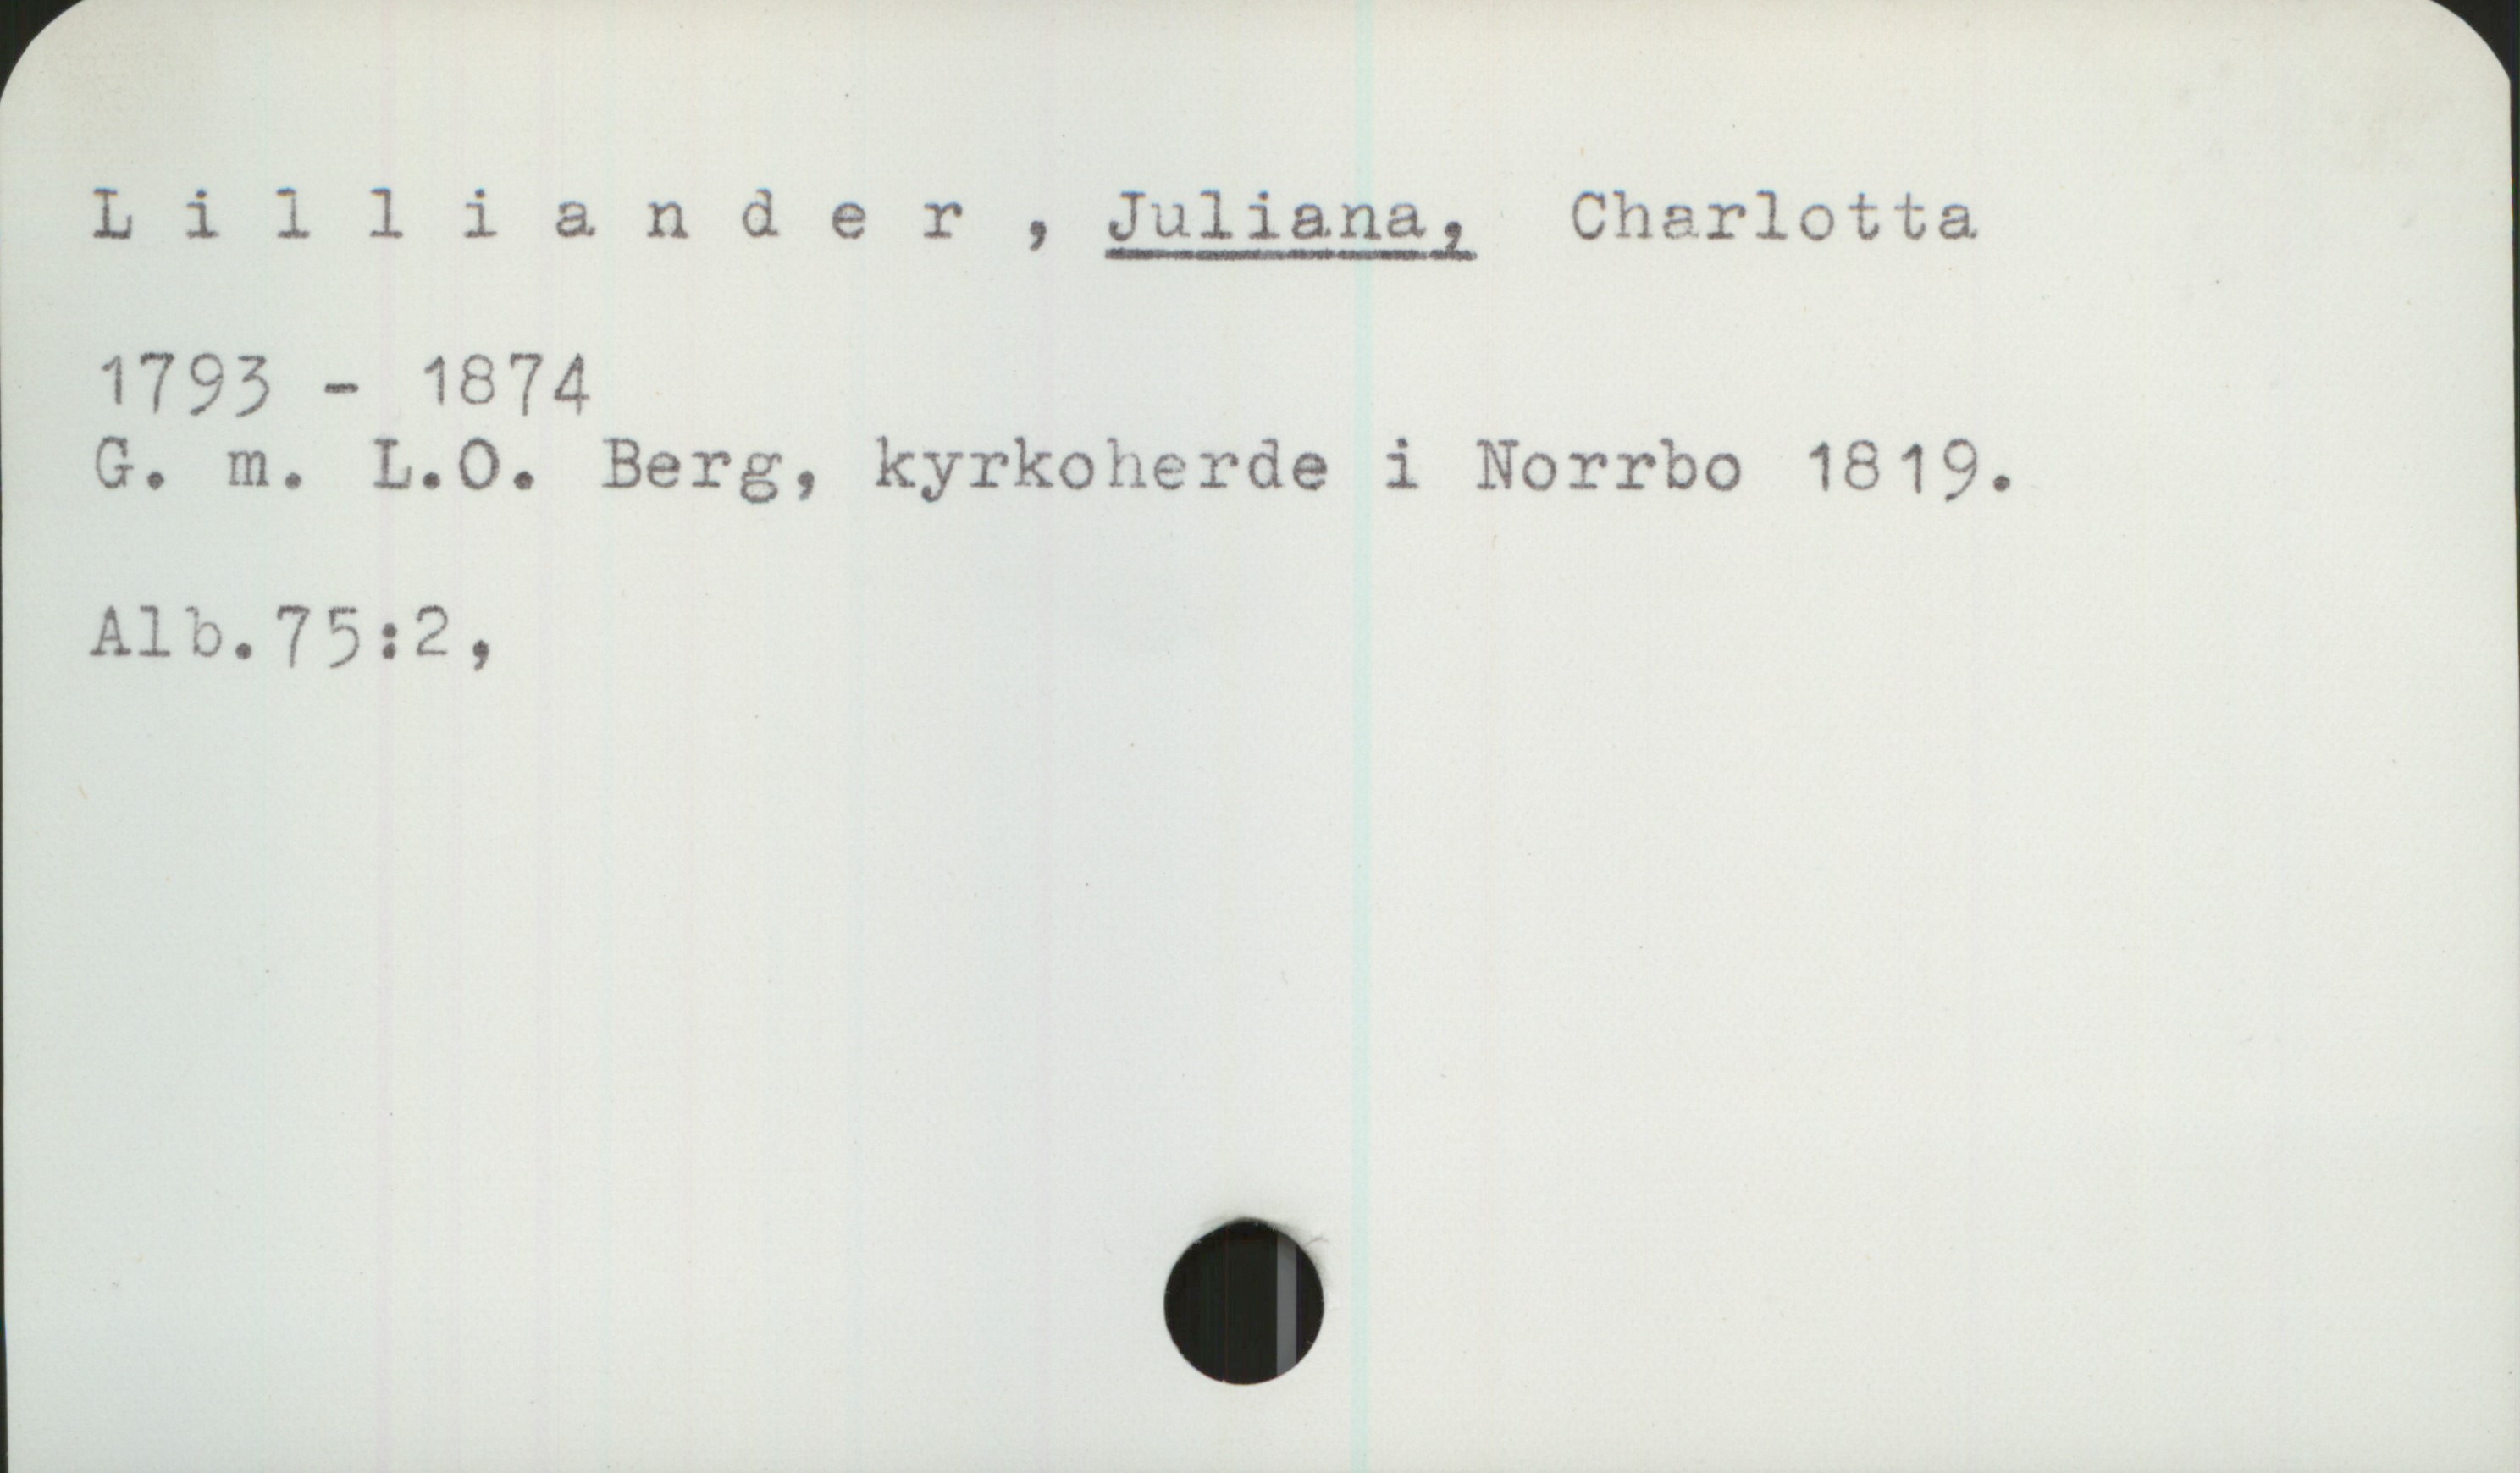 L i l l i a n d e r , Juliana, Charlotta
1793 - 1874
G. m. L.O. Berg, kyrkoherde i Norrbo 1819.
Alb.75:2,